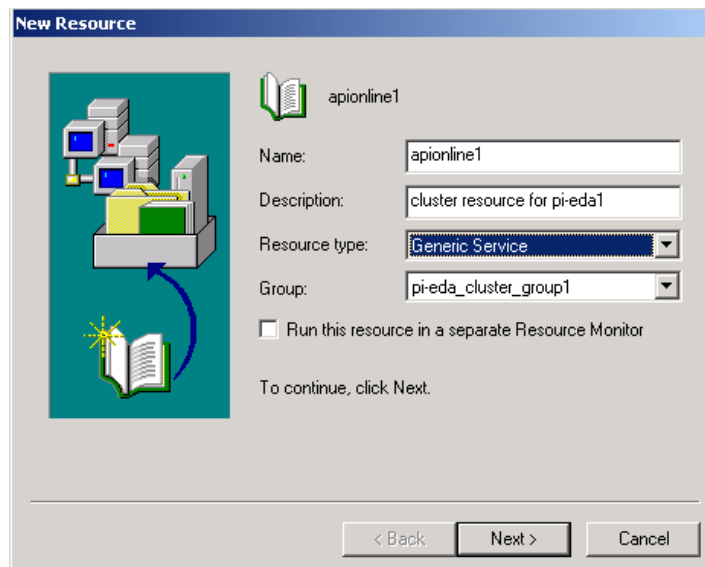 New Resource
apionline1
Name: apionline1
Description: cluster resource for pi-eda1
Resource type: Generic Service
Group: pi-eda_cluster_group1
Run this resource in a separate Resource Monitor
To continue, click Next.
< Back Next > Cancel